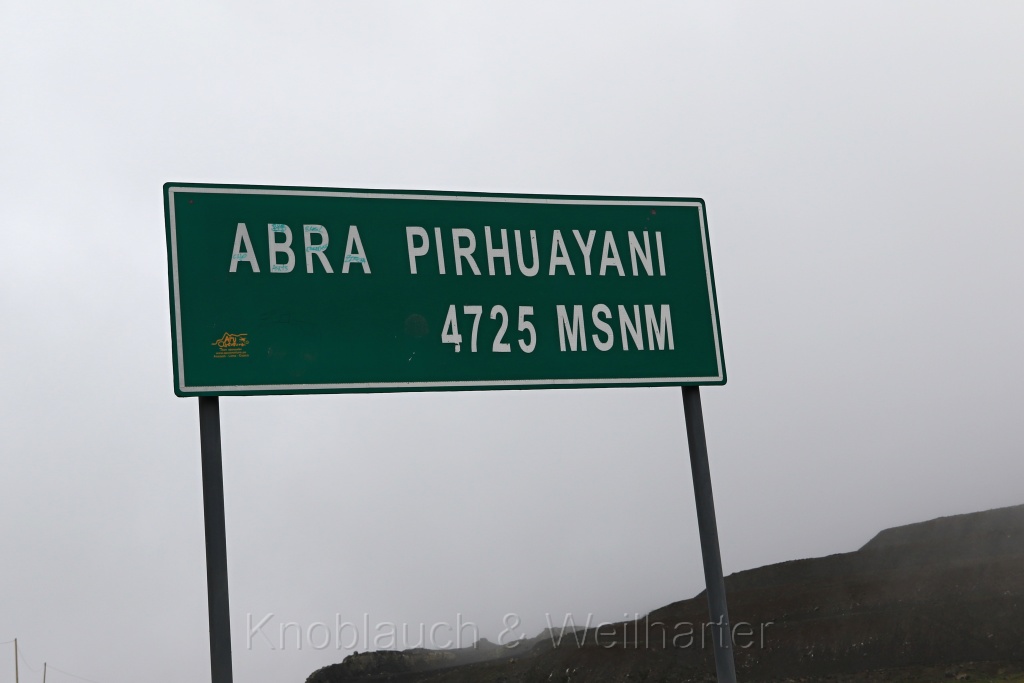 ABRA PIRHUAYANI
4725 MSNM
Knoblauch & Weilharter